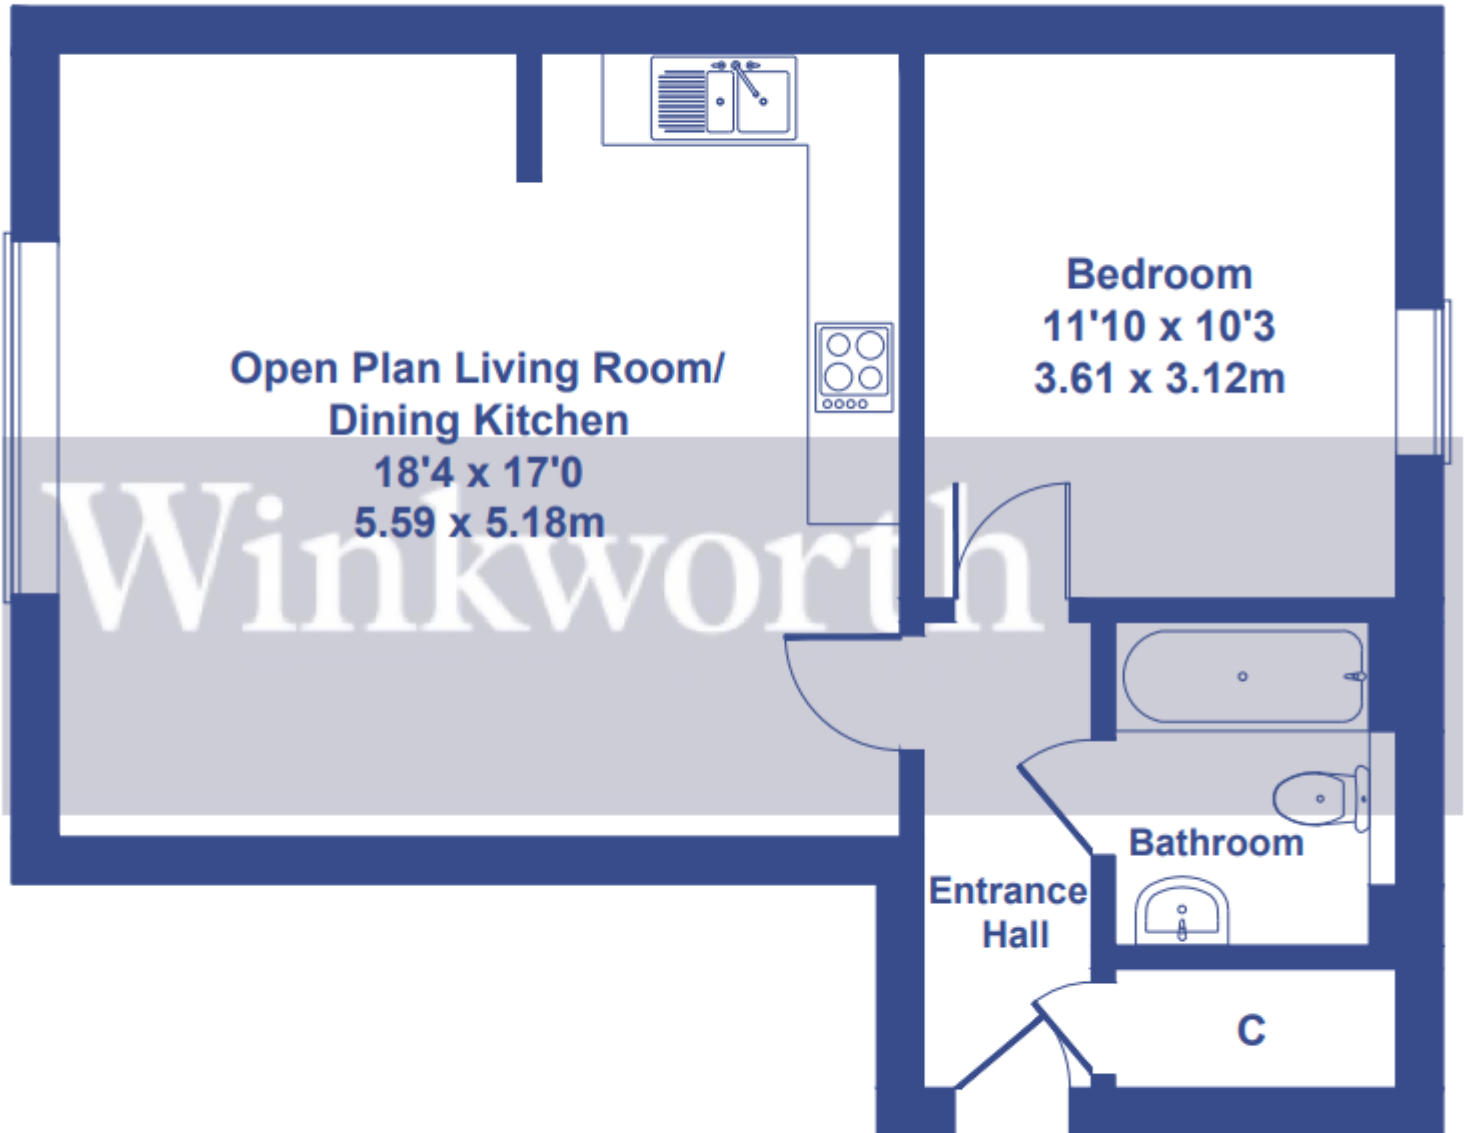 Bedroom
11'10 x 10'3
3.61 x 3.12m
Open Plan Living Room/
Dining Kitchen
18'4 x 17'0
5.59 x 5.18m
Winkworth
Bathroom
Entrance
Hall
C